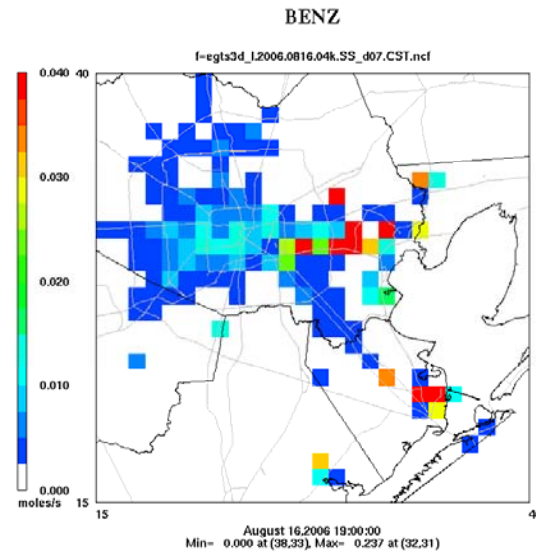 BENZ
f=egts3d_l.2006.0816.04k.SS_d07.CST.ncf
0.040
40
0.030
0.020
0.010
0.000
moles/s
15
15
4
August 16,2006 19:00:00
Min= 0.000 at (38,33), Max= 0.237 at (32,31)